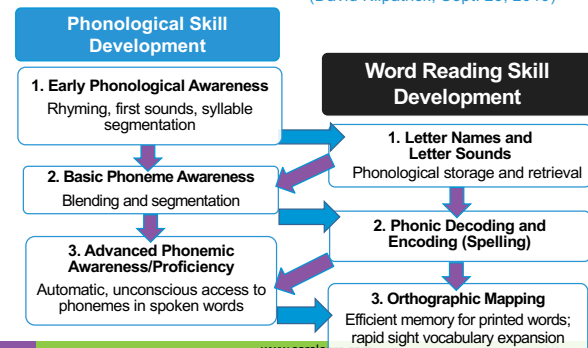 Phonological Skill
Development
1. Early Phonological Awareness
Rhyming, first sounds, syllable
segmentation
2. Basic Phoneme Awareness
Blending and segmentation
3. Advanced Phonemic
Awareness/Proficiency
Automatic, unconscious access to
phonemes in spoken words
Word Reading Skill
Development
1. Letter Names and
Letter Sounds
Phonological storage and retrieval
2. Phonic Decoding and
Encoding (Spelling)
3. Orthographic Mapping
Efficient memory for printed words;
rapid sight vocabulary expansion